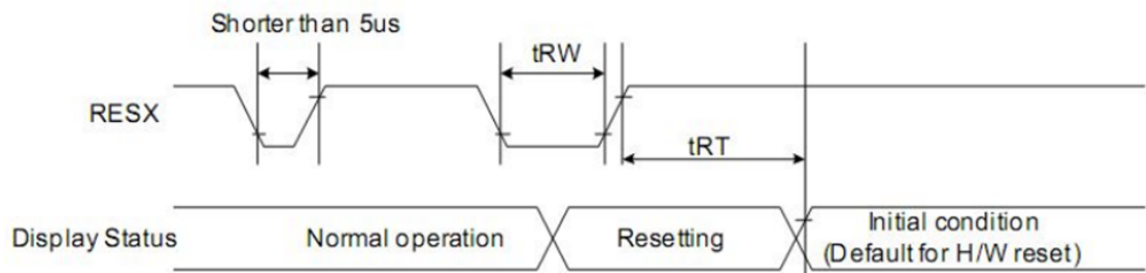 Shorter than 5us
tRW
RESX
tRT
Display Status
Normal operation
Resetting
Initial condition
(Default for H/W reset)